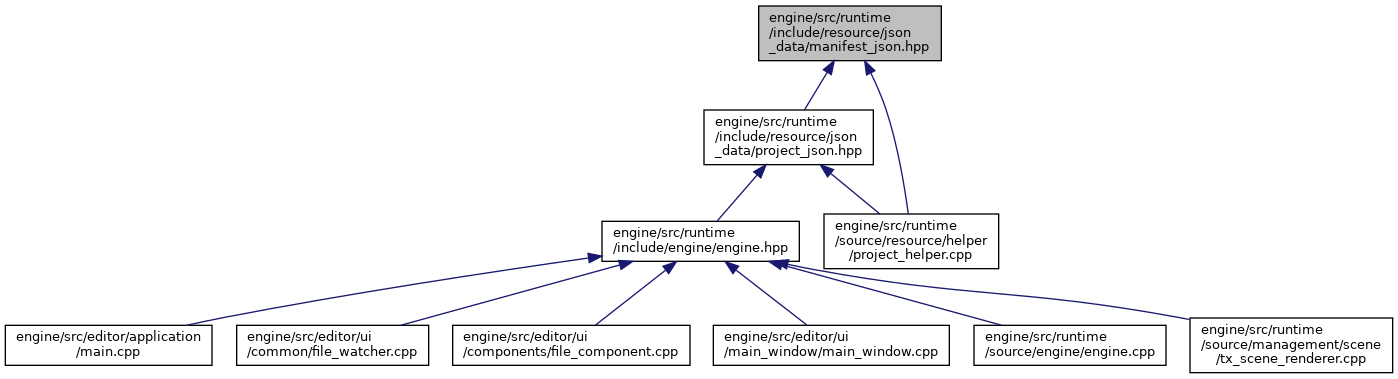 engine/src/runtime
/include/resource/json
_data/manifest_json.hpp
engine/src/runtime
/include/resource/json
_data/project_json.hpp
engine/src/runtime
/source/resource/helper
/project_helper.cpp
engine/src/runtime
/include/engine/engine.hpp
engine/src/editor/application
/main.cpp
engine/src/editor/ui
/common/file_watcher.cpp
engine/src/editor/ui
/components/file_component.cpp
engine/src/editor/ui
/main_window/main_window.cpp
engine/src/runtime
/source/engine/engine.cpp
engine/src/runtime
/source/management/scene
/tx_scene_renderer.cpp